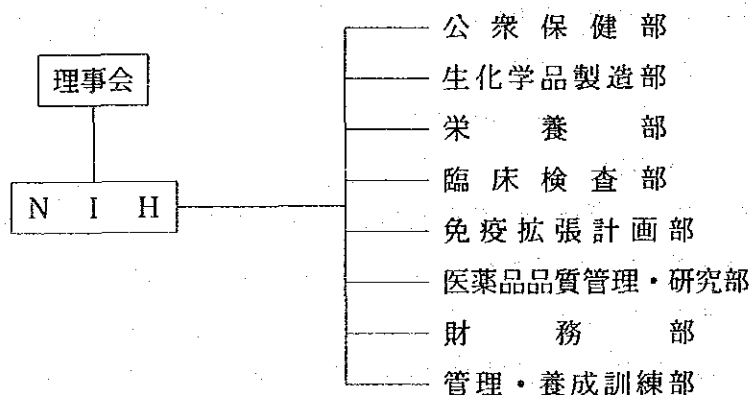 理事会
NIH
公衆保健部
生化学品製造部
栄養部
臨床検査部
免疫拡張計画部
医薬品品質管理・研究部
財務部
管理・養成訓練部